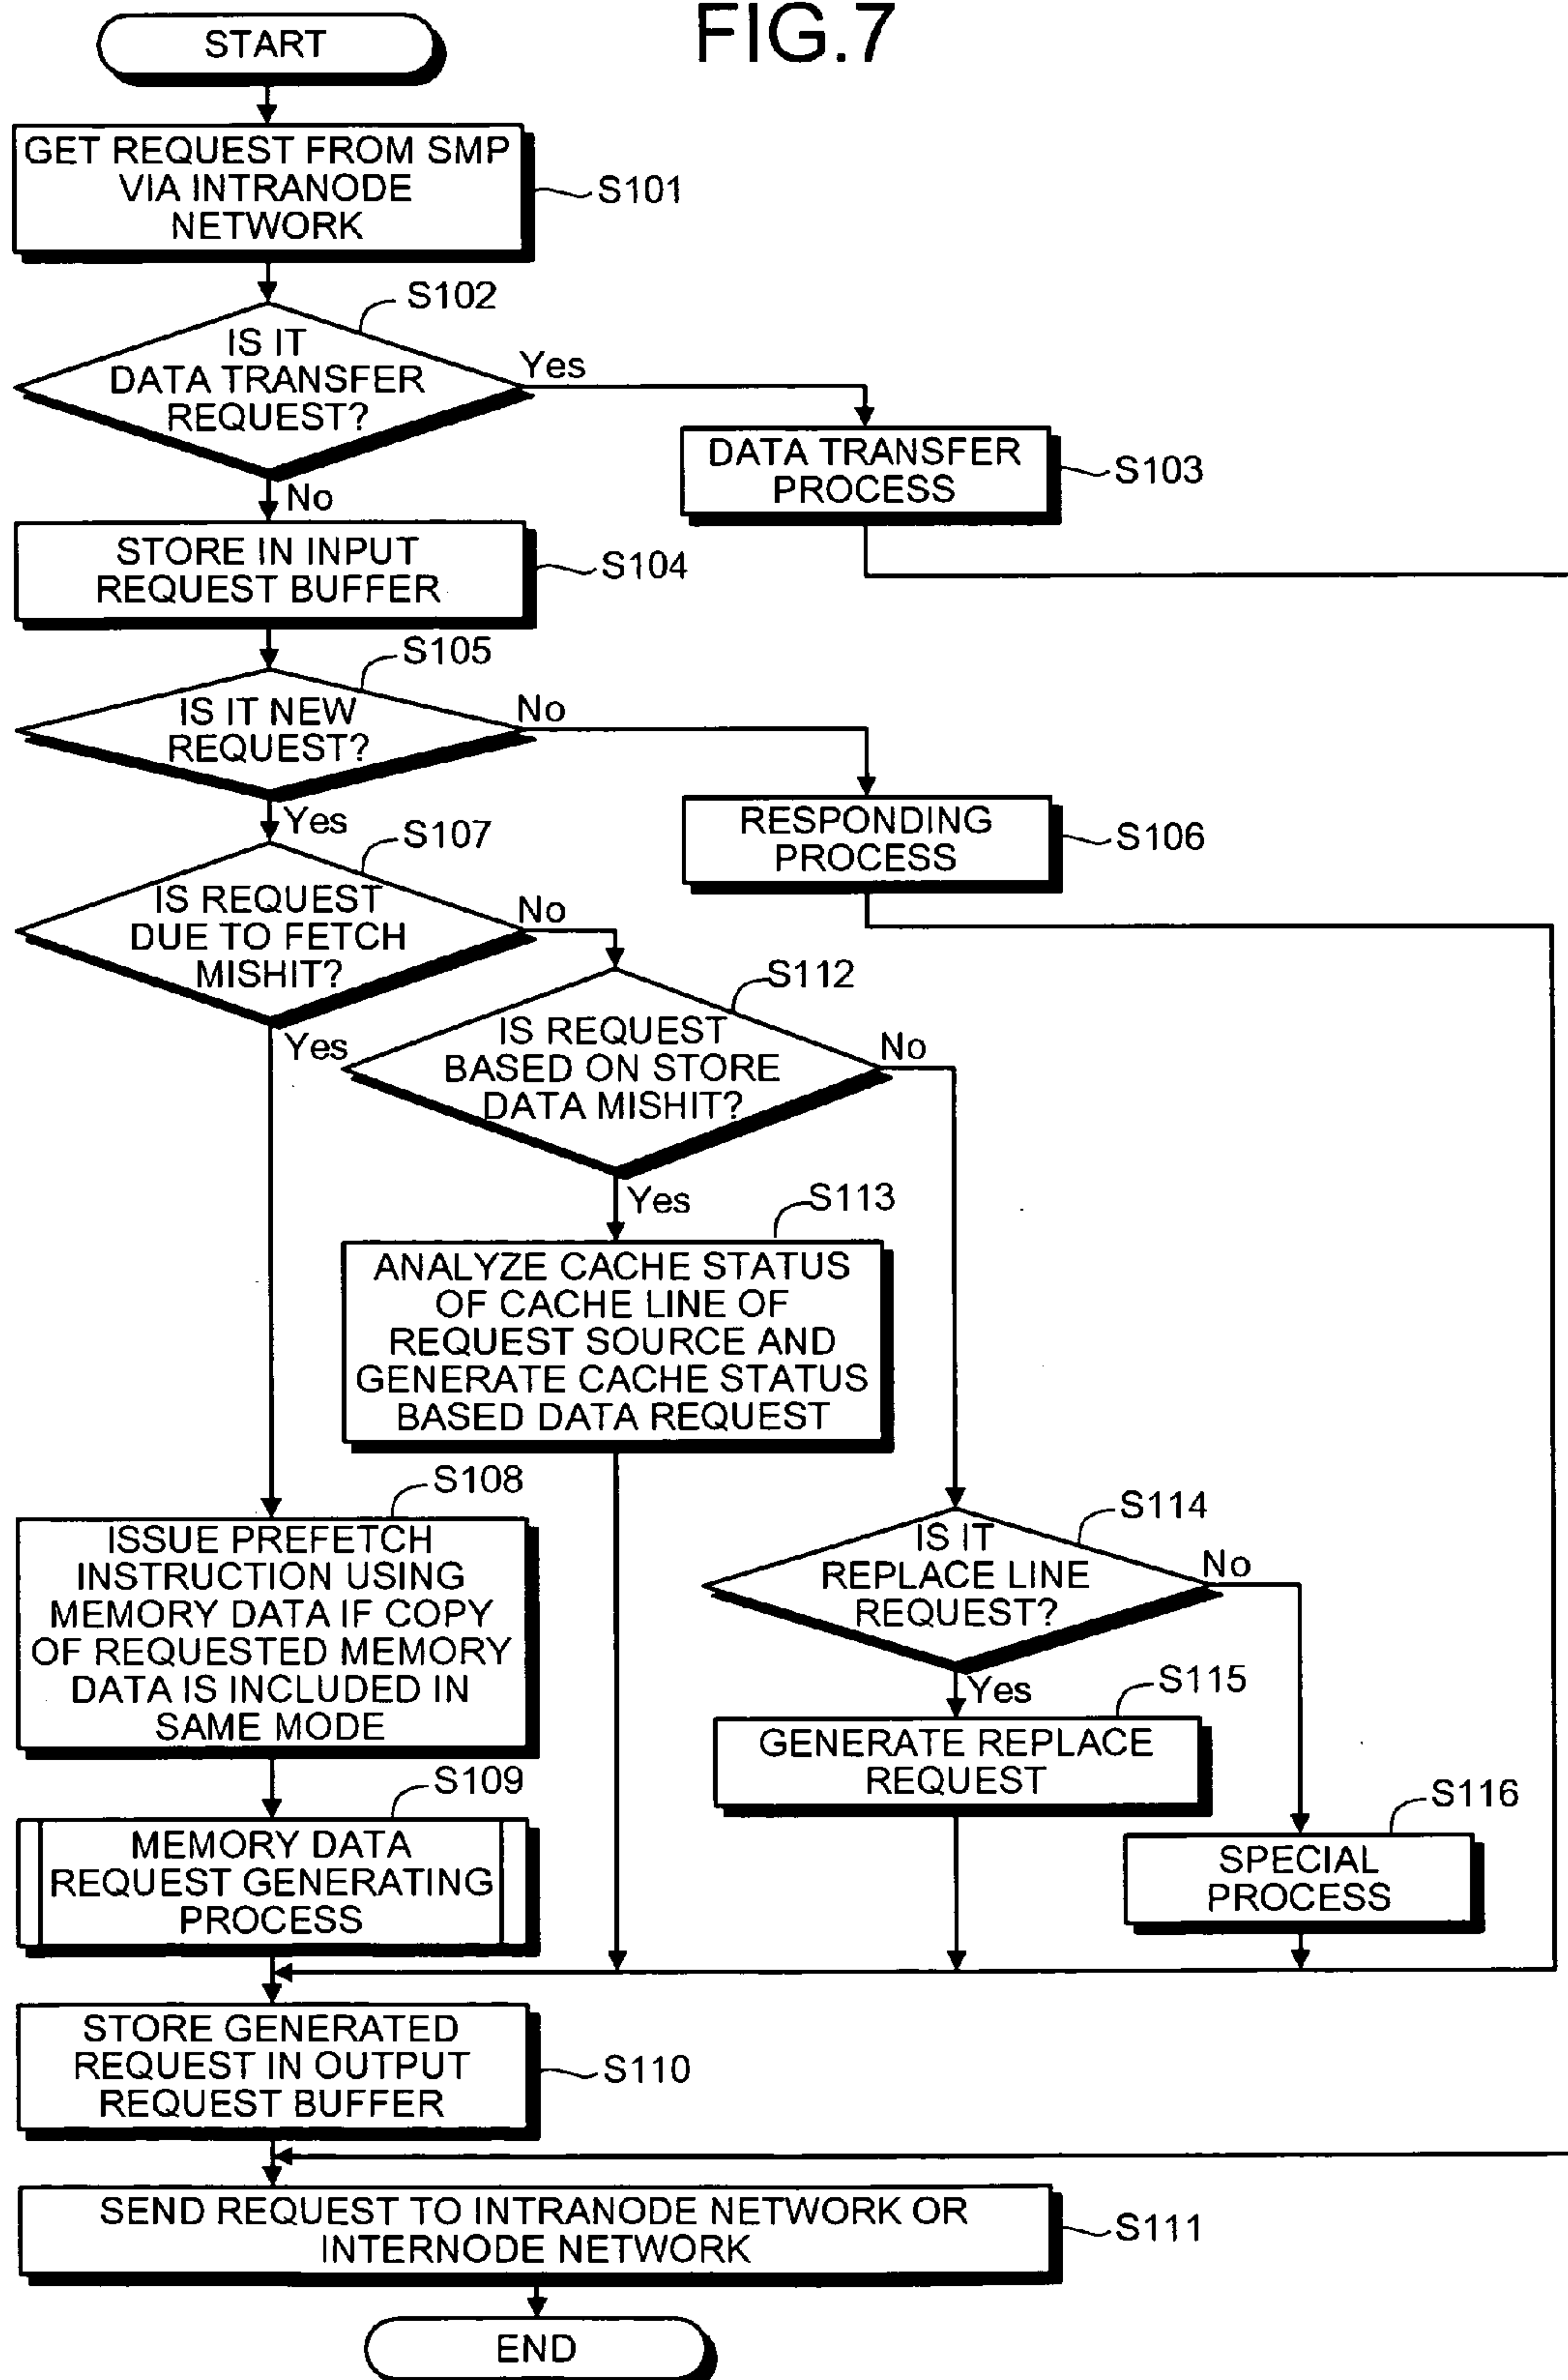 FIG.7
START
GET REQUEST FROM SMP
VIA INTRANODE
NETWORK
S101
S102
IS IT
DATA TRANSFER
REQUEST?
Yes
No
DATA TRANSFER
PROCESS
S103
STORE IN INPUT
REQUEST BUFFER
S104
S105
IS IT NEW
REQUEST?
No
Yes
RESPONDING
PROCESS
S106
S107
IS REQUEST
DUE TO FETCH
MISHIT?
No
Yes
S112
IS REQUEST
BASED ON STORE
DATA MISHIT?
No
Yes
S113
ANALYZE CACHE STATUS
OF CACHE LINE OF
REQUEST SOURCE AND
GENERATE CACHE STATUS
BASED DATA REQUEST
S108
ISSUE PREFETCH
INSTRUCTION USING
MEMORY DATA IF COPY
OF REQUESTED MEMORY
DATA IS INCLUDED IN
SAME MODE
S114
IS IT
REPLACE LINE
REQUEST?
No
Yes
S115
GENERATE REPLACE
REQUEST
S109
MEMORY DATA
REQUEST GENERATING
PROCESS
S116
SPECIAL
PROCESS
STORE GENERATED
REQUEST IN OUTPUT
REQUEST BUFFER
S110
SEND REQUEST TO INTRANODE NETWORK OR
INTERNODE NETWORK
S111
END